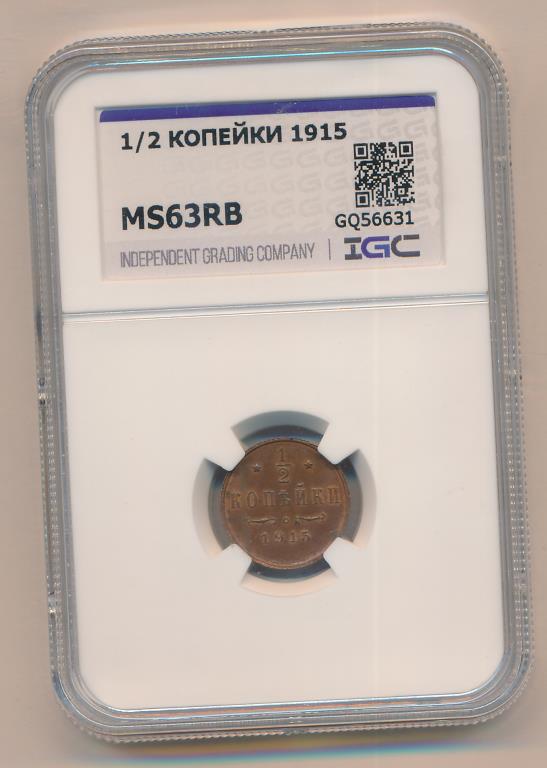 1/2 КОПЕЙКИ 1915
MS63RB
GQ56631
INDEPENDENT GRADING COMPANY | IGC
* 1/2 *
КОПѢЙКИ
1915